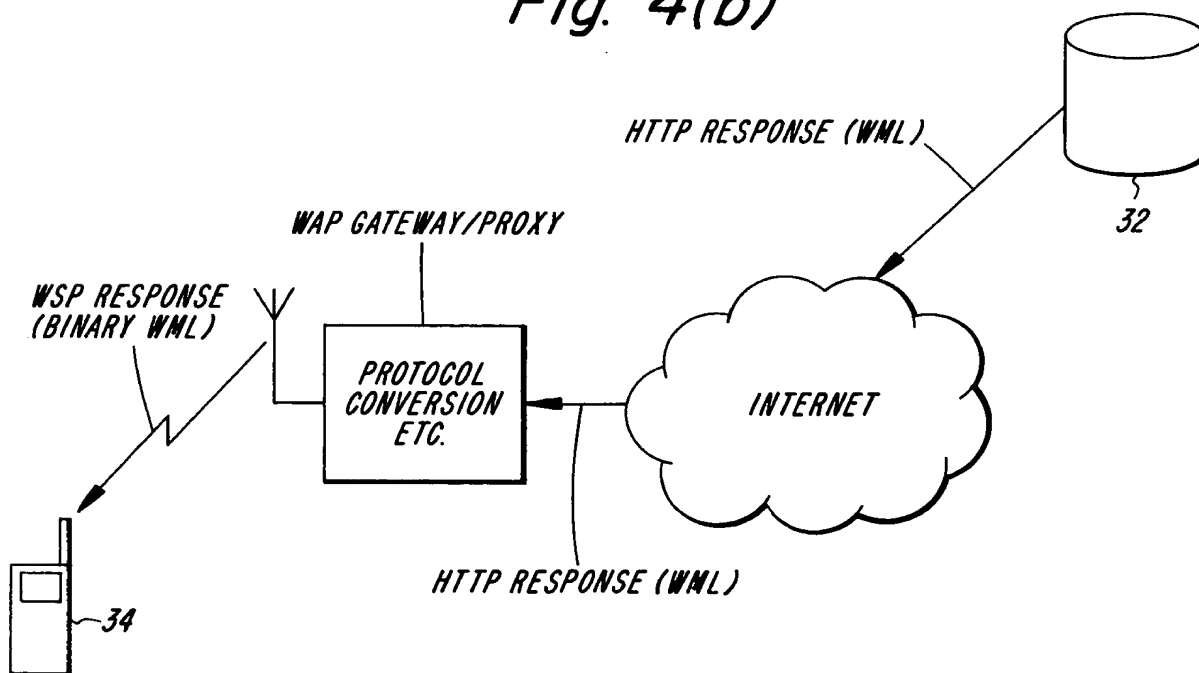 Fig. 4(b)
HTTP RESPONSE (WML)
32
WAP GATEWAY/PROXY
WSP RESPONSE
(BINARY WML)
PROTOCOL
CONVERSION
ETC.
INTERNET
HTTP RESPONSE (WML)
34